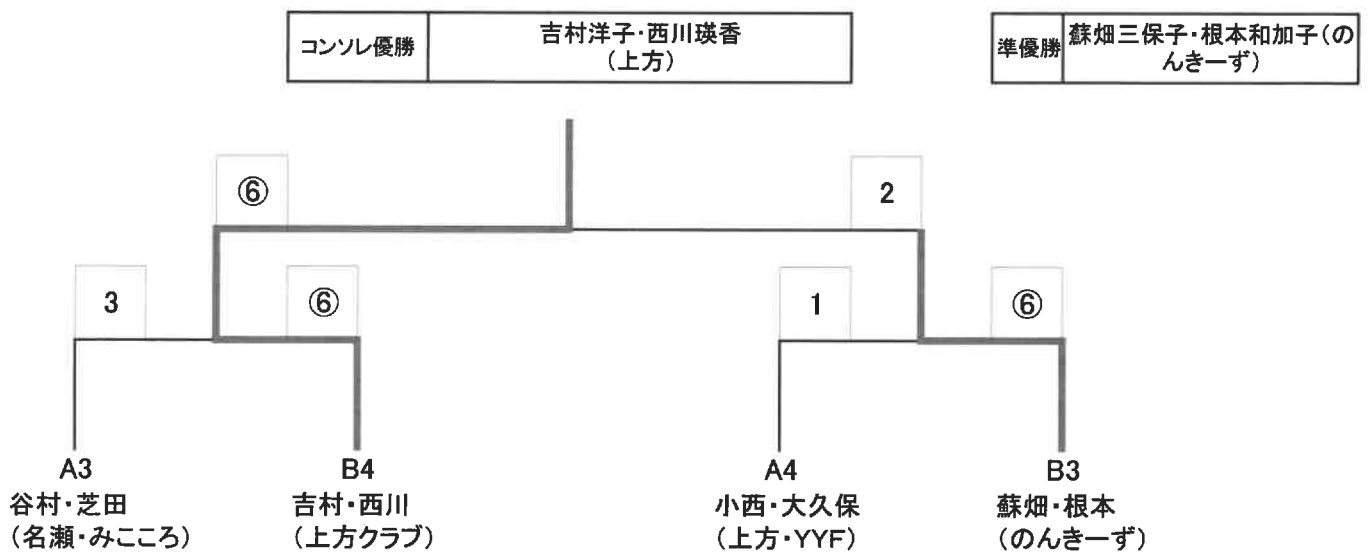 コンソレ優勝
吉村洋子・西川瑛香
(上方)
準優勝
蘇畑三保子・根本和加子(の
んきーず)
⑥
2
3
⑥
1
⑥
A3
谷村・芝田
(名瀬・みこころ)
B4
吉村・西川
(上方クラブ)
A4
小西・大久保
(上方・YYF)
B3
蘇畑・根本
(のんきーず)